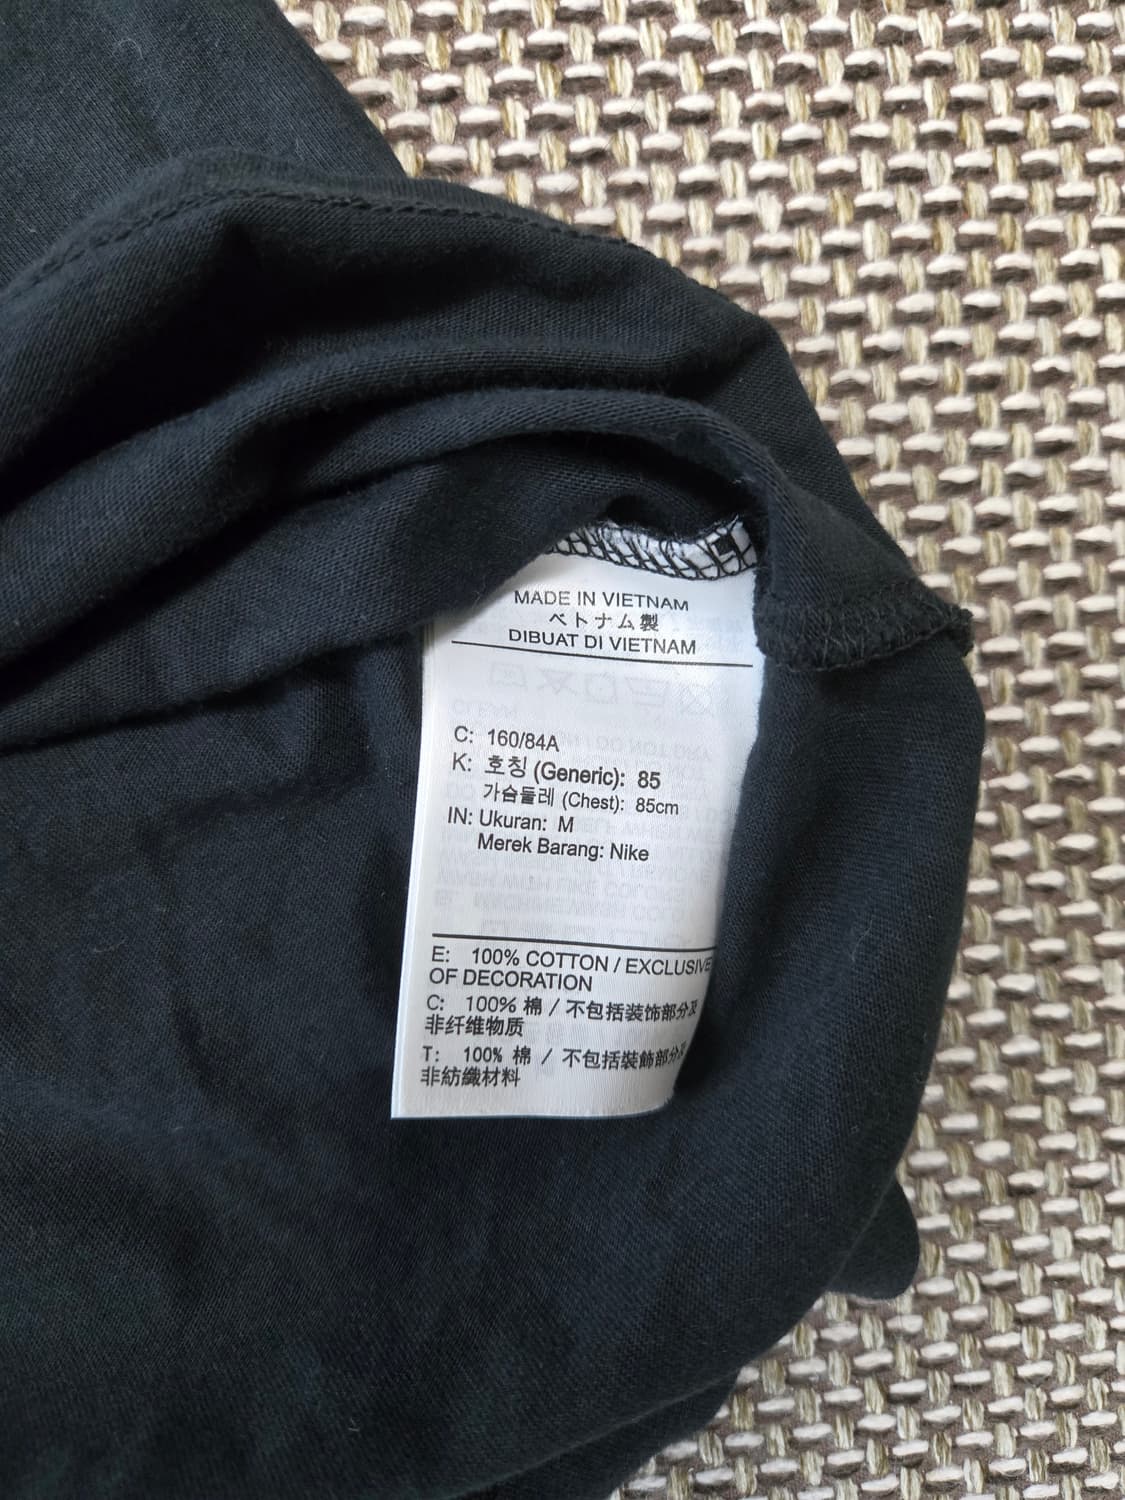 MADE IN VIETNAM
ベトナム製
DIBUAT DI VIETNAM
C: 160/84A
K: 호칭 (Generic): 85
가슴둘레 (Chest): 85cm
IN: Ukuran: M
Merek Barang: Nike
E: 100% COTTON / EXCLUSIVE
OF DECORATION
C: 100% 棉 / 不包括装饰部分及
非纤维物质
T: 100% 棉 / 不包括裝飾部分及
非紡織材料